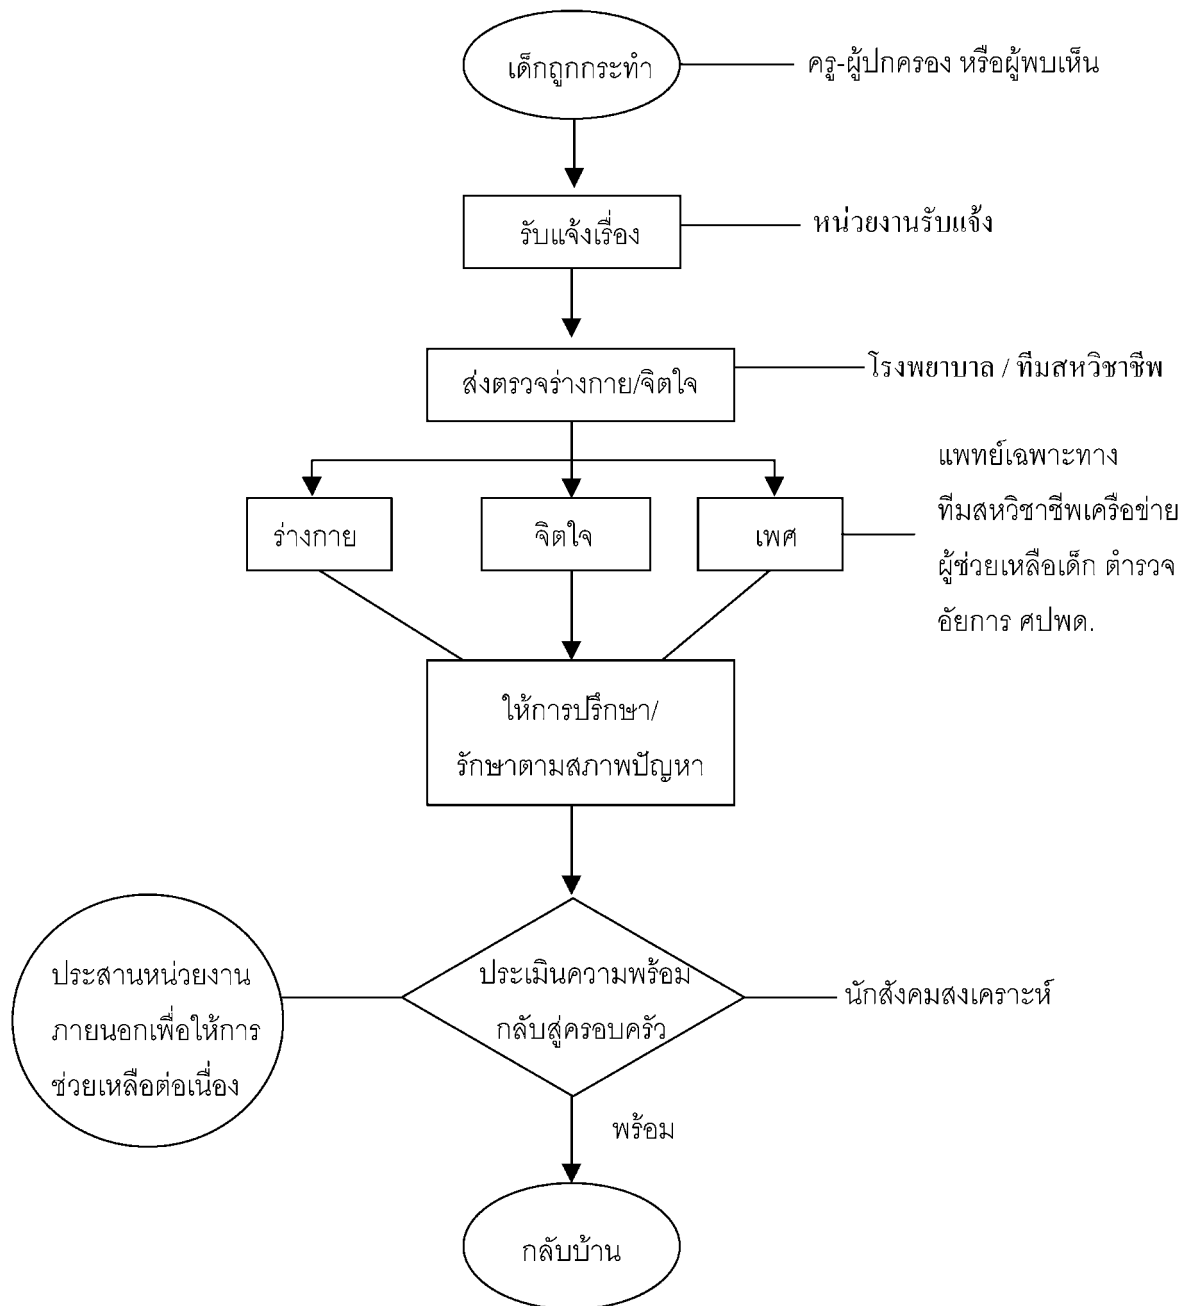 เด็กถูกกระทำ
ครู-ผู้ปกครอง หรือผู้พบเห็น
รับแจ้งเรื่อง
หน่วยงานรับแจ้ง
ส่งตรวจร่างกาย/จิตใจ
โรงพยาบาล / ทีมสหวิชาชีพ
ร่างกาย
จิตใจ
เพศ
แพทย์เฉพาะทาง
ทีมสหวิชาชีพเครือข่าย
ผู้ช่วยเหลือเด็ก ตำรวจ
อัยการ ศปพด.
ให้การปรึกษา/
รักษาตามสภาพปัญหา
ประสานหน่วยงาน
ภายนอกเพื่อให้การ
ช่วยเหลือต่อเนื่อง
ประเมินความพร้อม
กลับสู่ครอบครัว
นักสังคมสงเคราะห์
พร้อม
กลับบ้าน